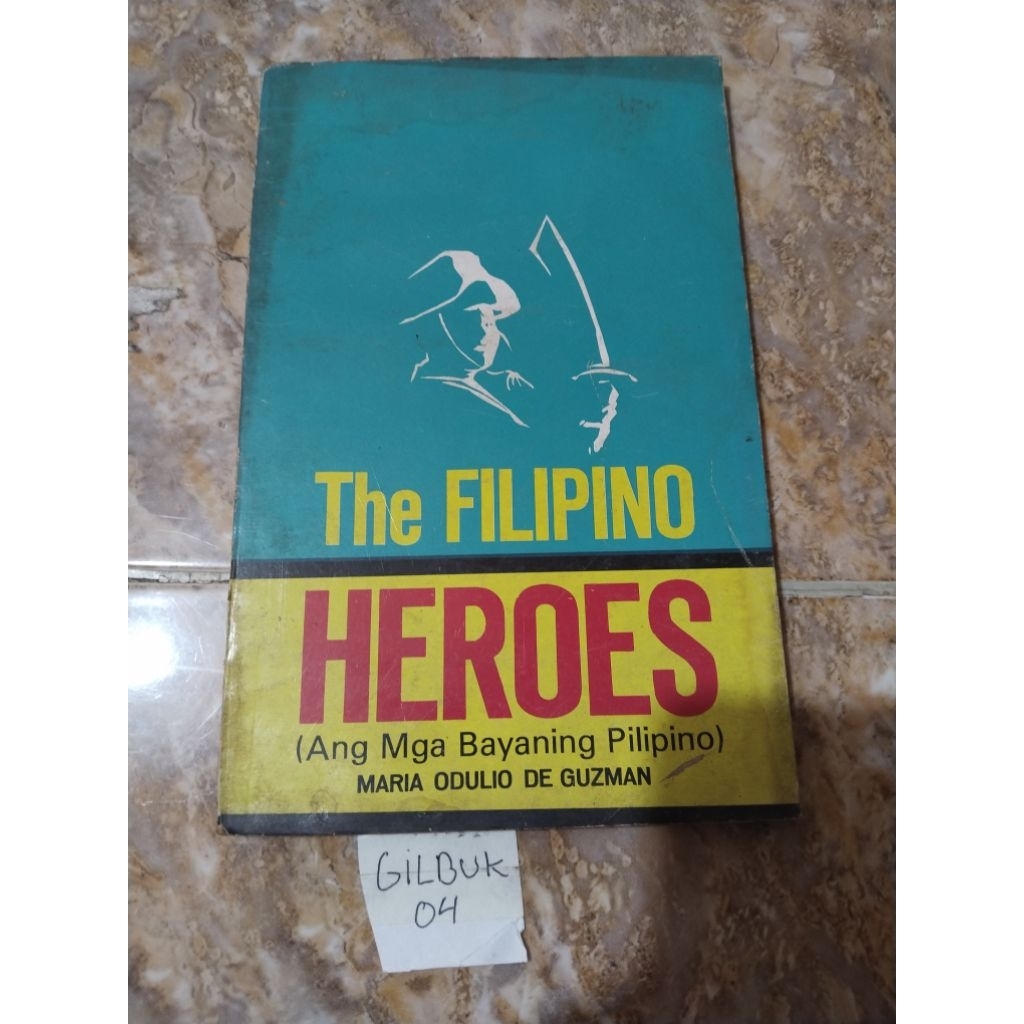 The FILIPINO
HEROES
(Ang Mga Bayaning Pilipino)
MARIA ODULIO DE GUZMAN
GiLBUK
04